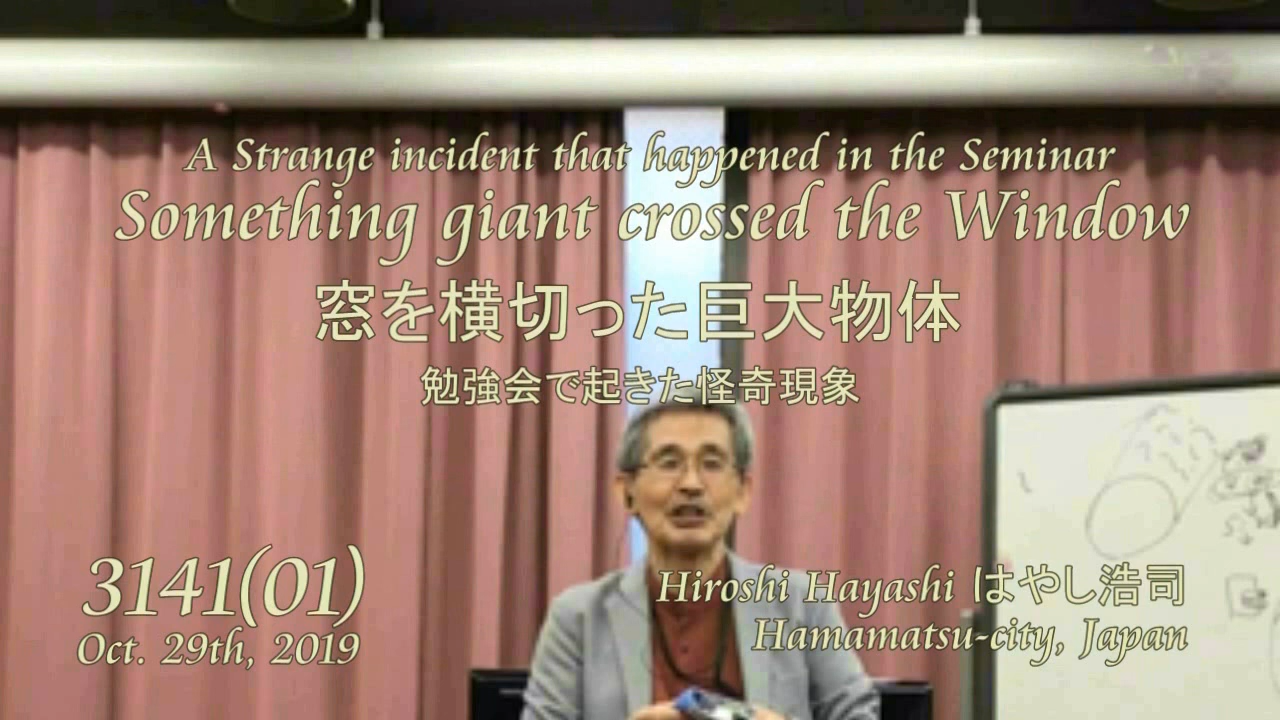 A Strange incident that happened in the Seminar
Something giant crossed the Window
窓を横切った巨大物体
勉強会で起きた怪奇現象
3141(01)
Oct. 29th, 2019
Hiroshi Hayashi はやし浩司
Hamamatsu-city, Japan